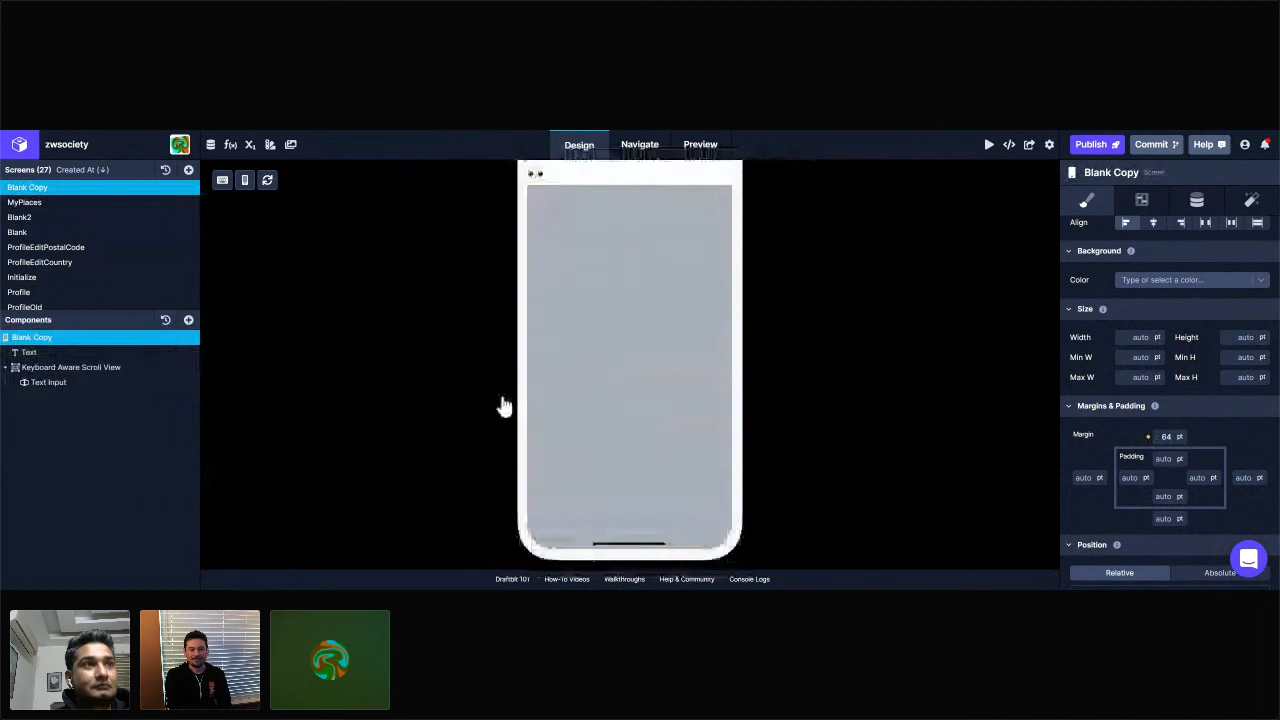 zwsociety
f(x) X₁
Design Navigate Preview
Publish Commit Help
Screens (27) Created At (↓)
Blank Copy
MyPlaces
Blank2
Blank
ProfileEditPostalCode
ProfileEditCountry
Initialize
Profile
ProfileOld
Components
Blank Copy
Text
Keyboard Aware Scroll View
Text Input
Blank Copy Screen
Align
Background
Color Type or select a color...
Size
Width auto pt Height auto pt
Min W auto pt Min H auto pt
Max W auto pt Max H auto pt
Margins & Padding
Margin 64 pt
Padding auto pt
auto pt auto pt auto pt auto pt
auto pt
auto pt
Position
Relative Absolute
Draftbit 101 How-To Videos Walkthroughs Help & Community Console Logs